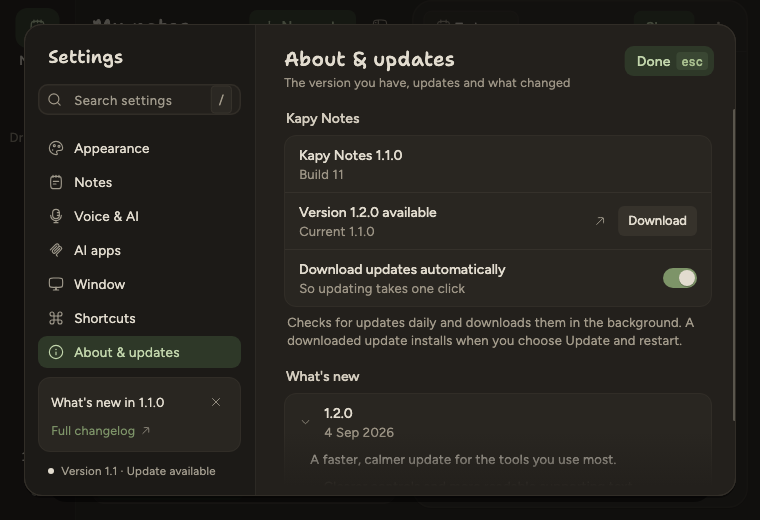 Settings
Search settings /
Appearance
Notes
Voice & AI
AI apps
Window
Shortcuts
About & updates
What's new in 1.1.0
Full changelog
Version 1.1 · Update available
About & updates
The version you have, updates and what changed
Done esc
Kapy Notes
Kapy Notes 1.1.0
Build 11
Version 1.2.0 available
Current 1.1.0
Download
Download updates automatically
So updating takes one click
Checks for updates daily and downloads them in the background. A
downloaded update installs when you choose Update and restart.
What's new
1.2.0
4 Sep 2026
A faster, calmer update for the tools you use most.